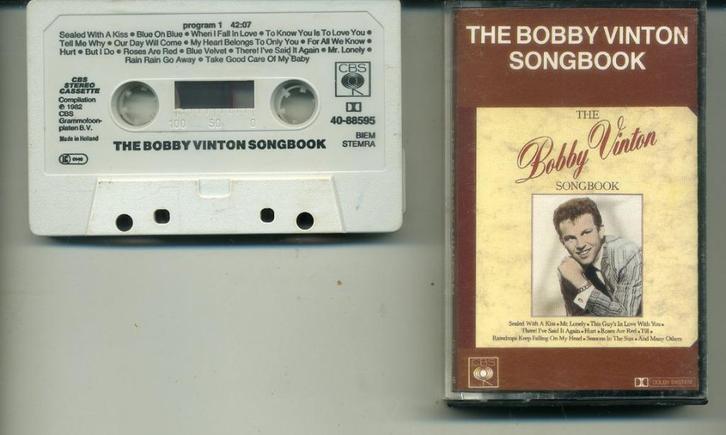 program 1 42:07
Sealed With A Kiss • Blue On Blue • When I Fall In Love • To Know You Is To Love You •
Tell Me Why • Our Day Will Come • My Heart Belongs To Only You • For All We Know
Hurt • But I Do • Roses Are Red • Blue Velvet • There! I've Said It Again • Mr. Lonely •
Rain Rain Go Away • Take Good Care Of My Baby
CBS
STEREO
CASSETTE
Compilation
℗ 1982
CBS
Grammofoon-
platen B.V.
Made in Holland
100 50 0
CBS
40-88595
BIEM
STEMRA
THE BOBBY VINTON SONGBOOK
THE BOBBY VINTON
SONGBOOK
THE
Bobby Vinton
SONGBOOK
Sealed With A Kiss • Mr. Lonely • This Guy's In Love With You •
There! I've Said It Again • Hurt • Roses Are Red • Till •
Raindrops Keep Falling On My Head • Seasons In The Sun • And Many Others
CBS
DOLBY SYSTEM